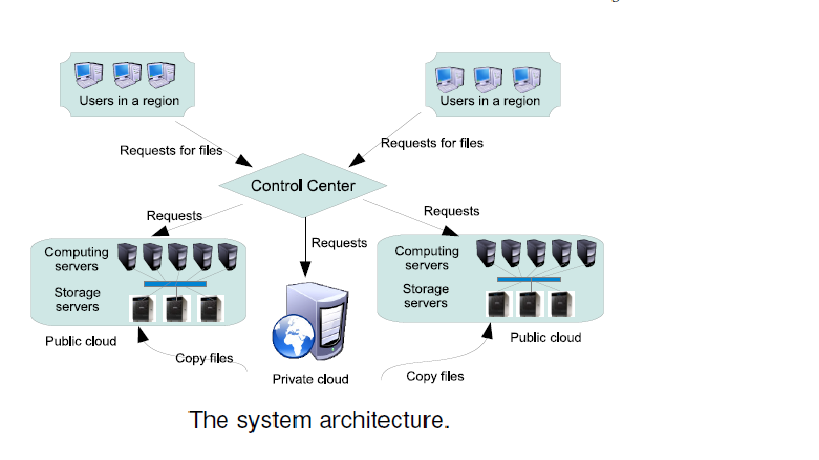 Users in a region
Users in a region
Requests for files
Requests for files
Control Center
Requests
Requests
Requests
Computing
servers
Storage
servers
Public cloud
Computing
servers
Storage
servers
Public cloud
Copy files
Private cloud
Copy files
The system architecture.